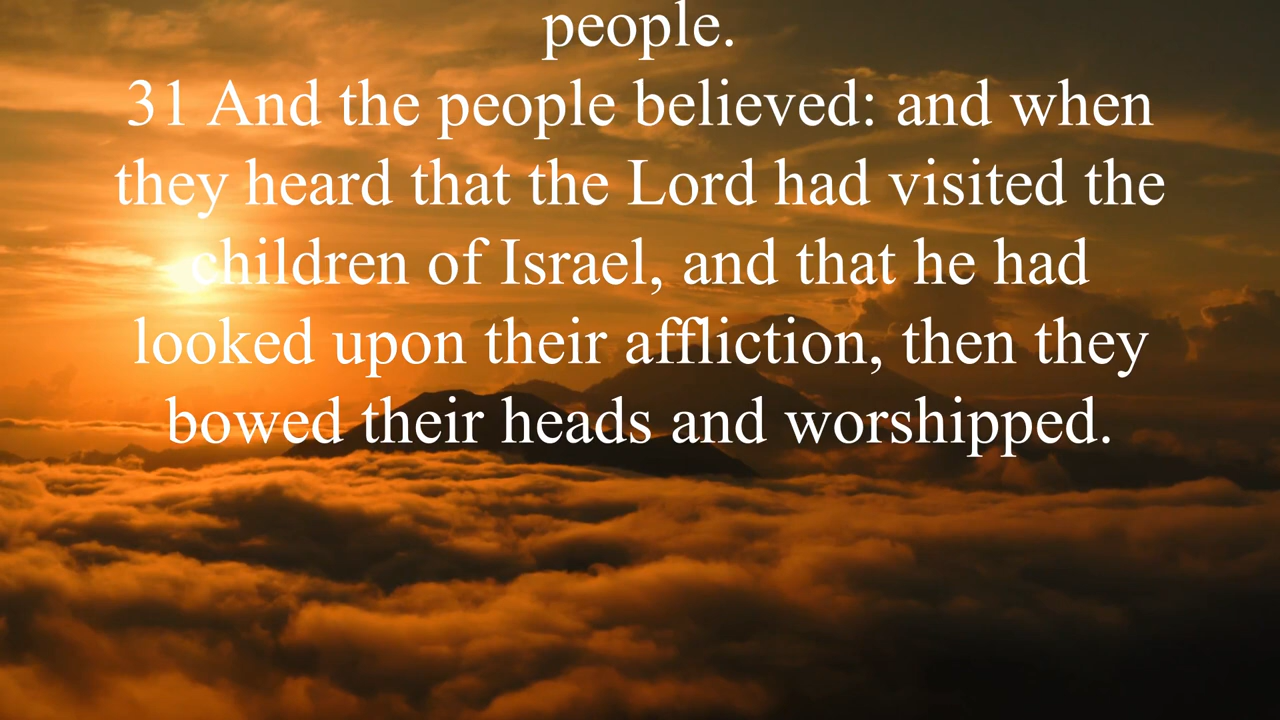 people.
31 And the people believed: and when
they heard that the Lord had visited the
children of Israel, and that he had
looked upon their affliction, then they
bowed their heads and worshipped.